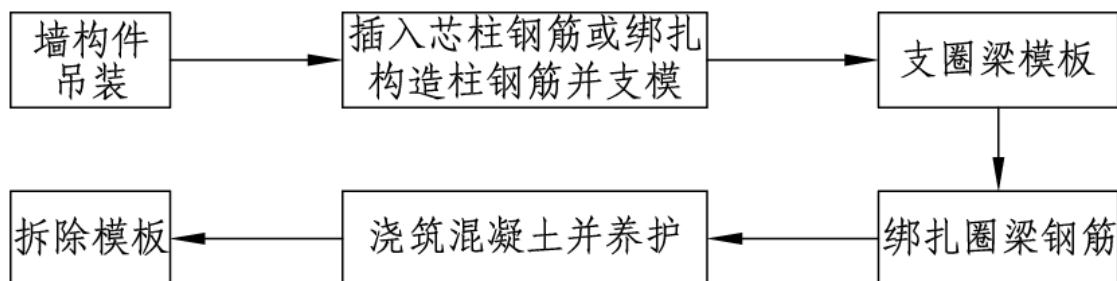 墙构件
吊装
插入芯柱钢筋或绑扎
构造柱钢筋并支模
支圈梁模板
绑扎圈梁钢筋
浇筑混凝土并养护
拆除模板